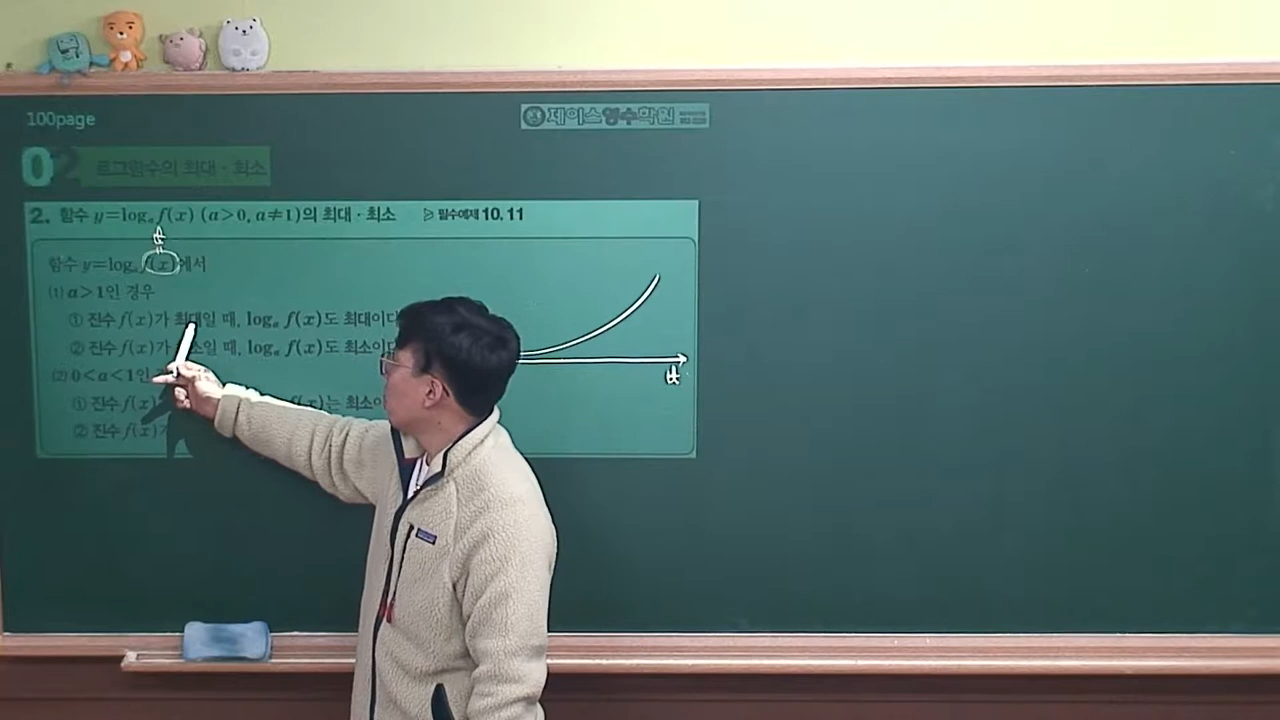 100page
제이스영수학원
02 로그함수의 최대·최소
2. 함수 y=logₐf(x) (a>0, a≠1)의 최대·최소 ▷ 필수예제 10, 11
t
함수 y=logₐf(x)에서
(1) a>1인 경우
① 진수 f(x)가 최대일 때, logₐ f(x)도 최대이다
② 진수 f(x)가 최소일 때, logₐ f(x)도 최소이다
t
(2) 0<a<1인
① 진수 f(x) f(x)는 최소이
② 진수 f(x)가